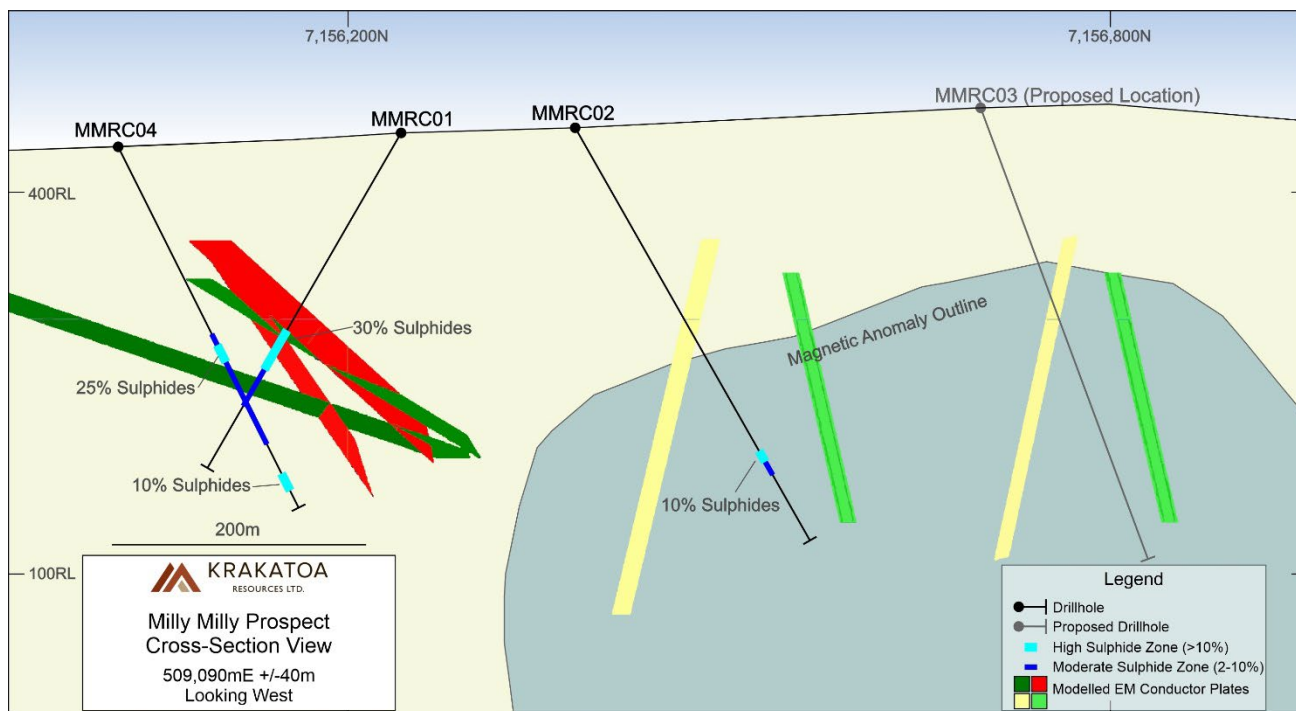 7,156,200N
7,156,800N
MMRC04
MMRC01
MMRC02
MMRC03 (Proposed Location)
400RL
30% Sulphides
25% Sulphides
Magnetic Anomaly Outline
10% Sulphides
10% Sulphides
200m
100RL
KRAKATOA
RESOURCES LTD.
Milly Milly Prospect
Cross-Section View
509,090mE +/-40m
Looking West
Legend
Drillhole
Proposed Drillhole
High Sulphide Zone (>10%)
Moderate Sulphide Zone (2-10%)
Modelled EM Conductor Plates